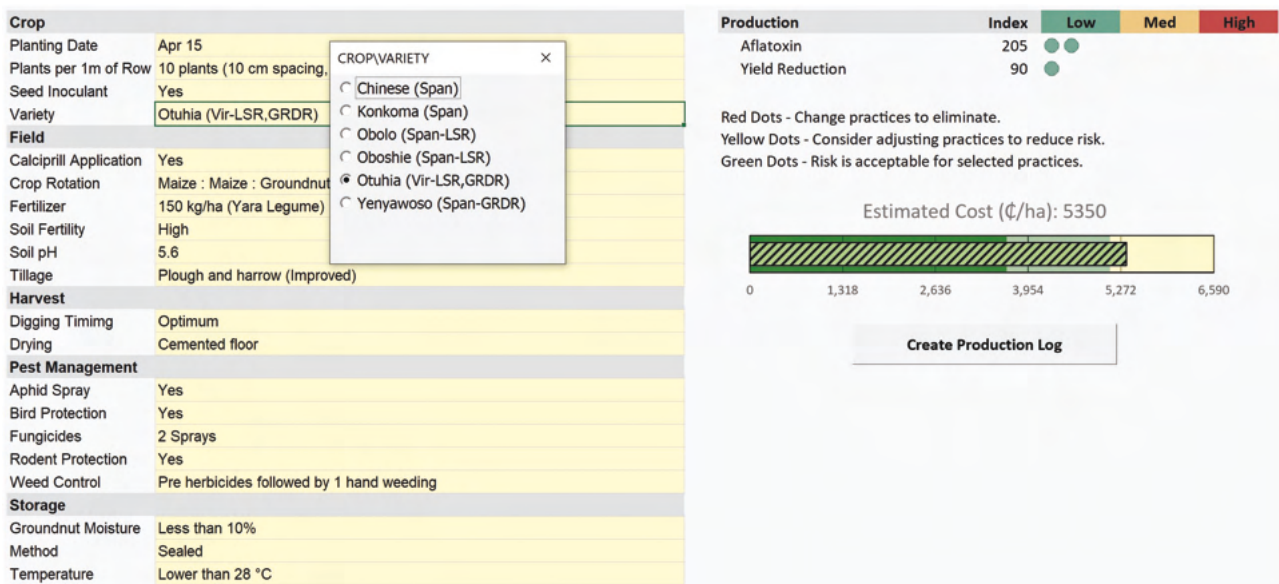 Crop
Planting Date Apr 15
Plants per 1m of Row 10 plants (10 cm spacing,
Seed Inoculant Yes
Variety Otuhia (Vir-LSR,GRDR)
Field
Calciprill Application Yes
Crop Rotation Maize : Maize : Groundnut
Fertilizer 150 kg/ha (Yara Legume)
Soil Fertility High
Soil pH 5.6
Tillage Plough and harrow (Improved)
Harvest
Digging Timimg Optimum
Drying Cemented floor
Pest Management
Aphid Spray Yes
Bird Protection Yes
Fungicides 2 Sprays
Rodent Protection Yes
Weed Control Pre herbicides followed by 1 hand weeding
Storage
Groundnut Moisture Less than 10%
Method Sealed
Temperature Lower than 28 °C
CROP\VARIETY ×
Chinese (Span)
Konkoma (Span)
Obolo (Span-LSR)
Oboshie (Span-LSR)
Otuhia (Vir-LSR,GRDR)
Yenyawoso (Span-GRDR)
Production Index Low Med High
Aflatoxin 205
Yield Reduction 90
Red Dots - Change practices to eliminate.
Yellow Dots - Consider adjusting practices to reduce risk.
Green Dots - Risk is acceptable for selected practices.
Estimated Cost (₵/ha): 5350
0 1,318 2,636 3,954 5,272 6,590
Create Production Log